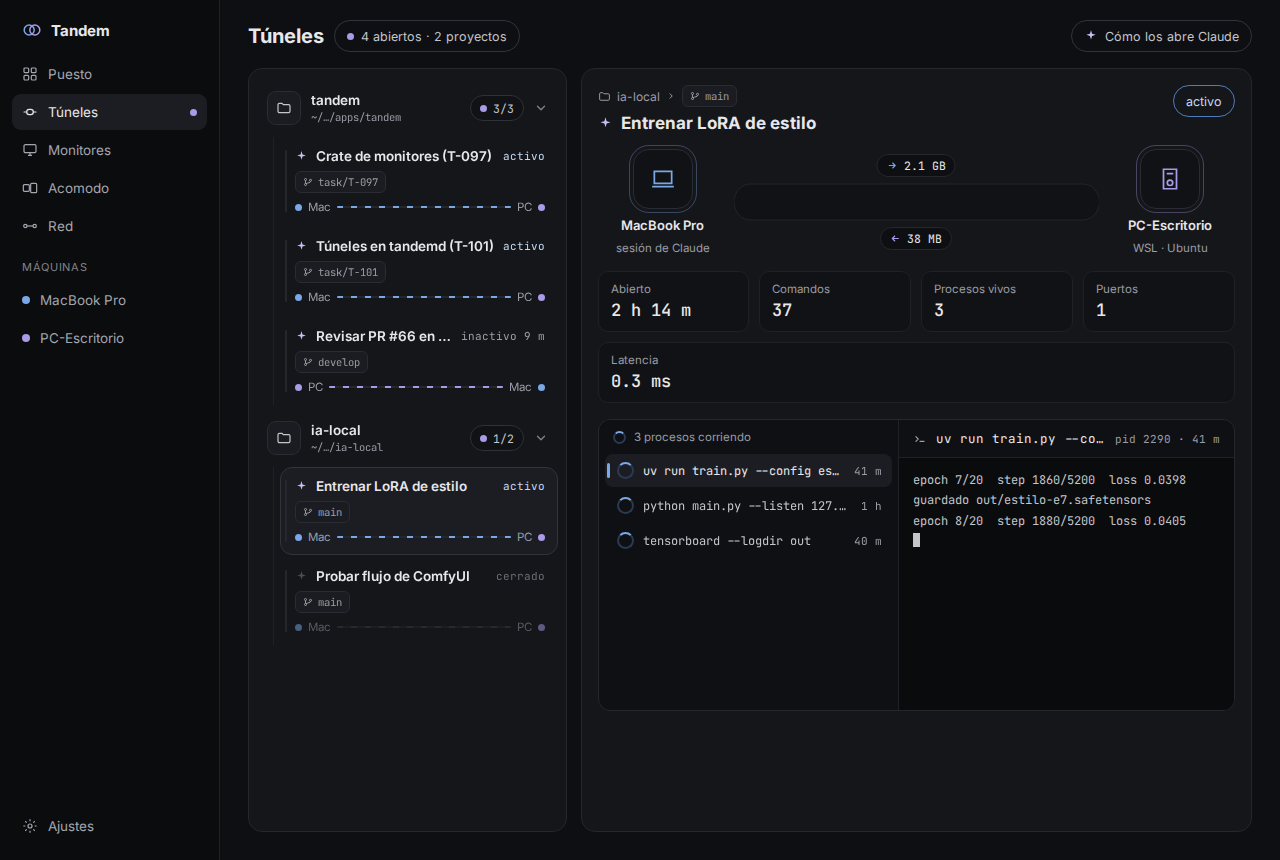 Tandem
Puesto
Túneles
Monitores
Acomodo
Red
MÁQUINAS
MacBook Pro
PC-Escritorio
Ajustes
Túneles
4 abiertos · 2 proyectos
Cómo los abre Claude
tandem
~/…/apps/tandem
3/3
Crate de monitores (T-097)
activo
task/T-097
Mac
PC
Túneles en tandemd (T-101)
activo
task/T-101
Mac
PC
Revisar PR #66 en …
inactivo 9 m
develop
PC
Mac
ia-local
~/…/ia-local
1/2
Entrenar LoRA de estilo
activo
main
Mac
PC
Probar flujo de ComfyUI
cerrado
main
Mac
PC
ia-local
main
activo
Entrenar LoRA de estilo
MacBook Pro
sesión de Claude
→ 2.1 GB
← 38 MB
PC-Escritorio
WSL · Ubuntu
Abierto
2 h 14 m
Comandos
37
Procesos vivos
3
Puertos
1
Latencia
0.3 ms
3 procesos corriendo
uv run train.py --config es…
41 m
python main.py --listen 127.…
1 h
tensorboard --logdir out
40 m
uv run train.py --co…
pid 2290 · 41 m
epoch 7/20  step 1860/5200  loss 0.0398
guardado out/estilo-e7.safetensors
epoch 8/20  step 1880/5200  loss 0.0405